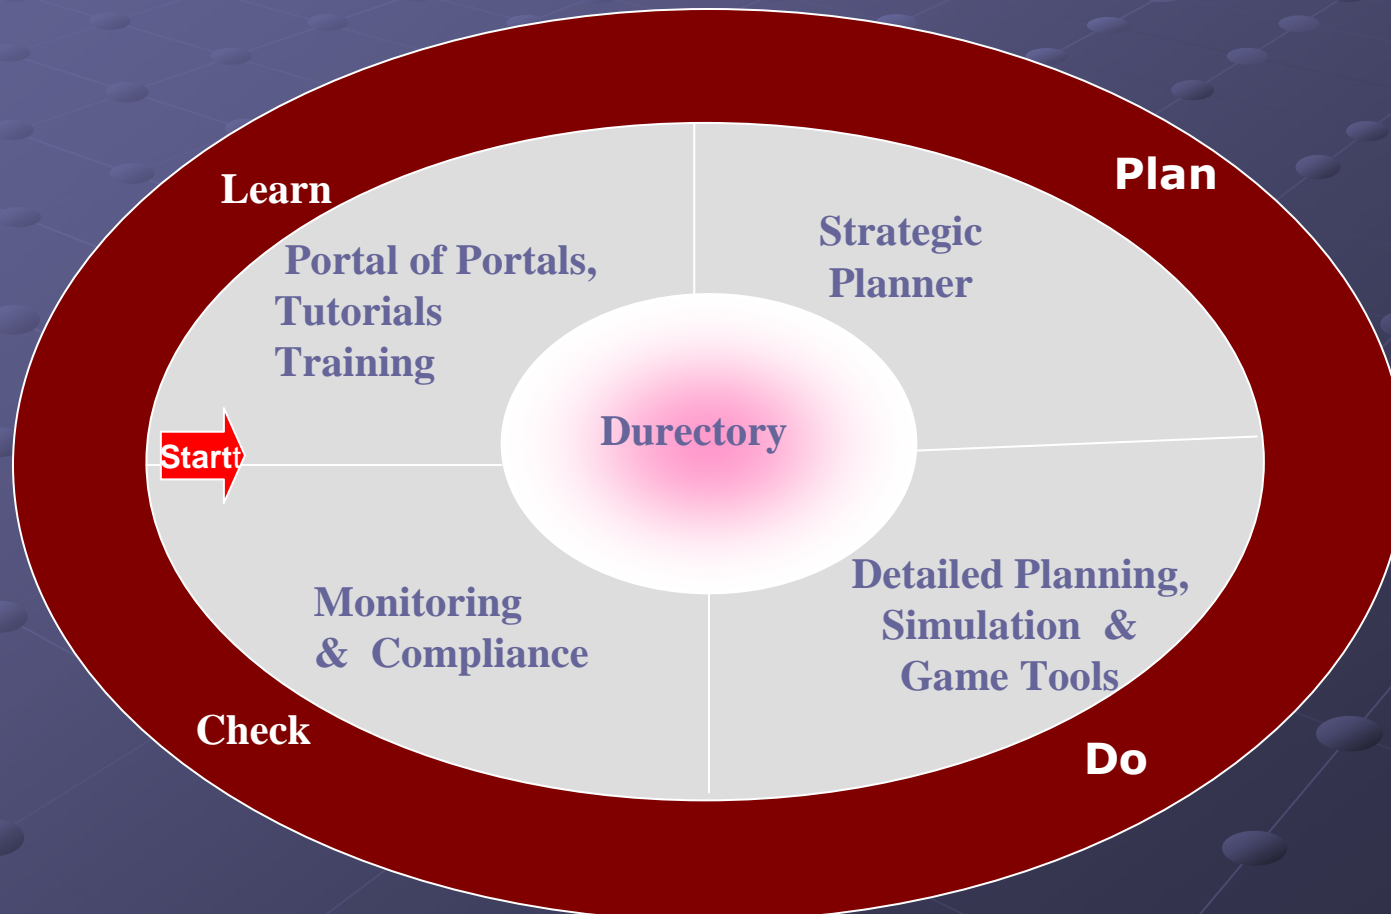 Learn
Plan
Portal of Portals,
Tutorials
Training
Strategic
Planner
Durectory
Startt
Monitoring
& Compliance
Detailed Planning,
Simulation &
Game Tools
Check
Do